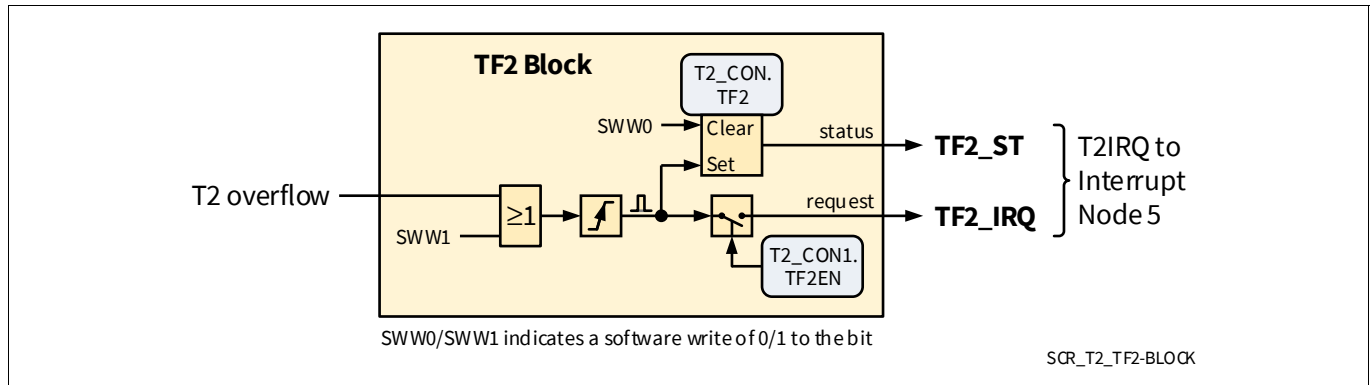 TF2 Block
T2_CON.
TF2
SWW0
Clear
Set
status
TF2_ST
T2 overflow
≥1
SWW1
request
TF2_IRQ
T2IRQ to
Interrupt
Node 5
T2_CON1.
TF2EN
SWW0/SWW1 indicates a software write of 0/1 to the bit
SCR_T2_TF2-BLOCK